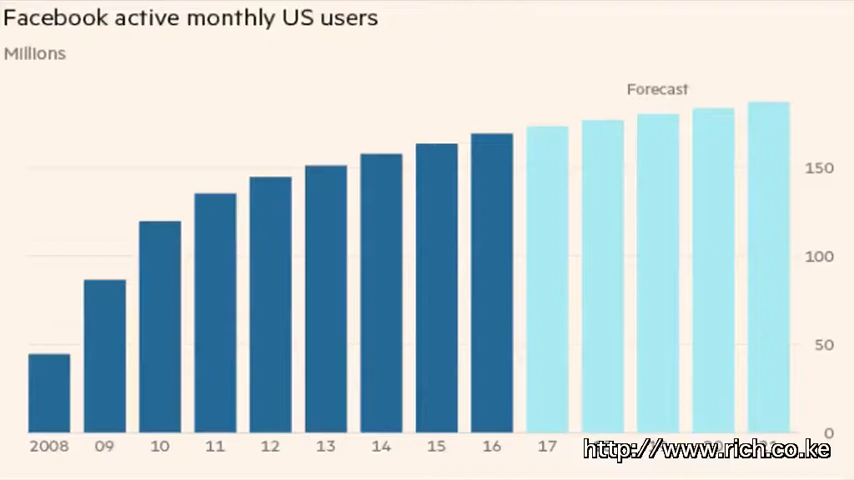 Facebook active monthly US users
Millions
Forecast
150
100
50
0
2008 09 10 11 12 13 14 15 16 17
http://www.rich.co.ke